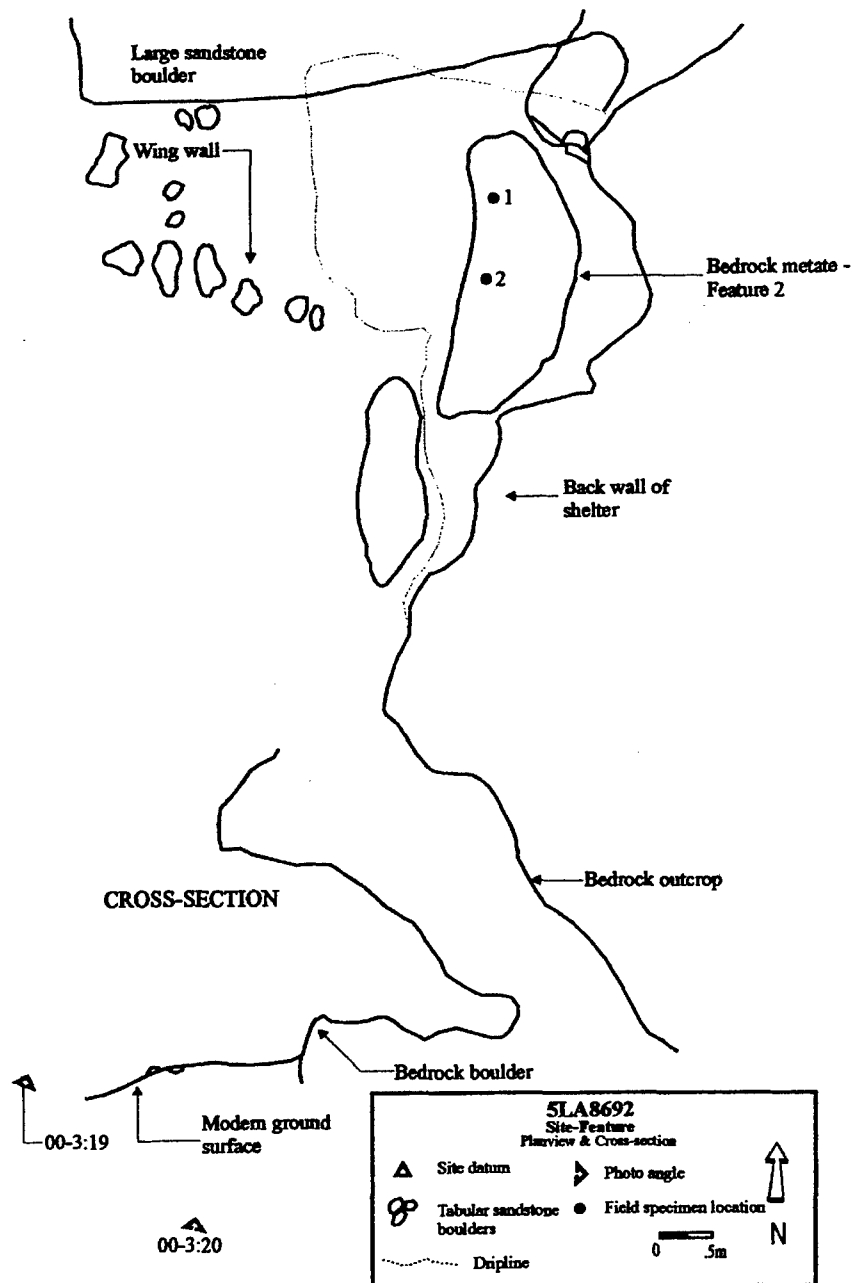 Large sandstone
boulder
Wing wall
1
2
Bedrock metate -
Feature 2
Back wall of
shelter
CROSS-SECTION
Bedrock outcrop
Bedrock boulder
00-3:19
Modern ground
surface
00-3:20
5LA8692
Site-Feature
Planview & Cross-section
Site datum
Photo angle
Tabular sandstone
boulders
Field specimen location
N
0 .5m
Dripline